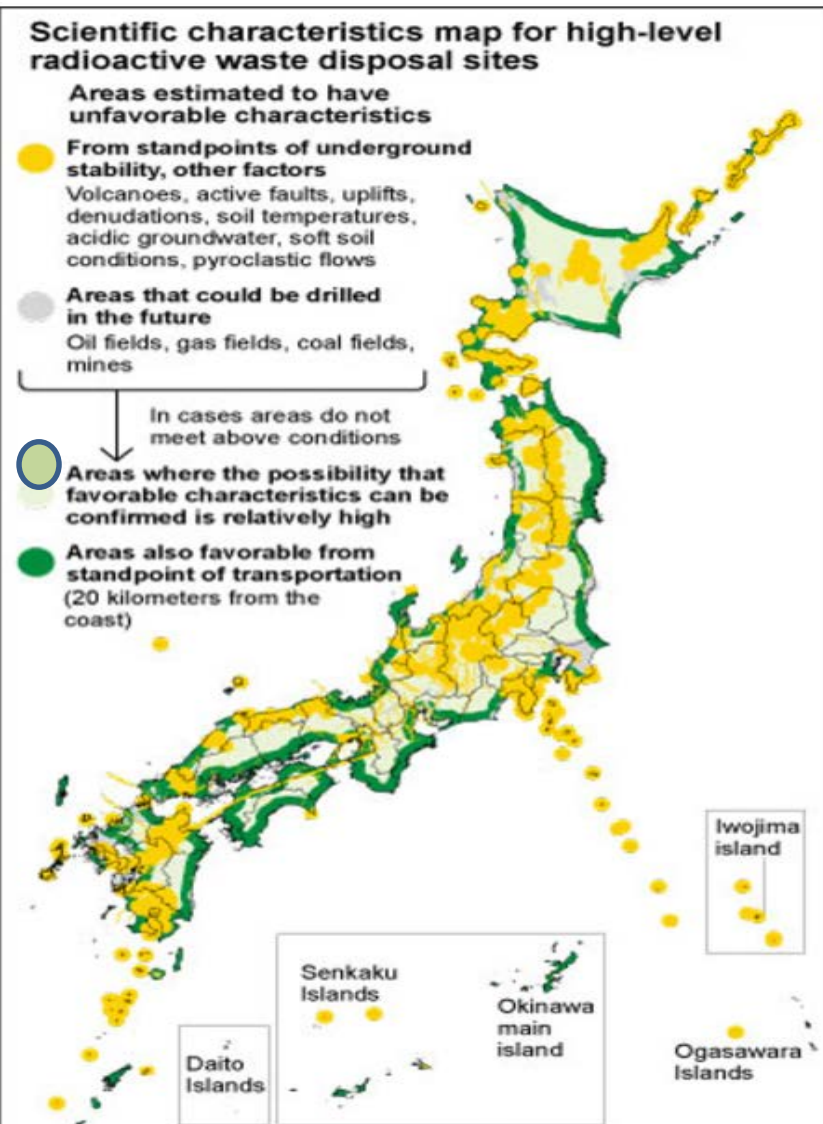 Scientific characteristics map for high-level
radioactive waste disposal sites
Areas estimated to have
unfavorable characteristics
From standpoints of underground
stability, other factors
Volcanoes, active faults, uplifts,
denudations, soil temperatures,
acidic groundwater, soft soil
conditions, pyroclastic flows
Areas that could be drilled
in the future
Oil fields, gas fields, coal fields,
mines
In cases areas do not
meet above conditions
Areas where the possibility that
favorable characteristics can be
confirmed is relatively high
Areas also favorable from
standpoint of transportation
(20 kilometers from the
coast)
Iwojima
island
Senkaku
Islands
Okinawa
main
island
Daito
Islands
Ogasawara
Islands